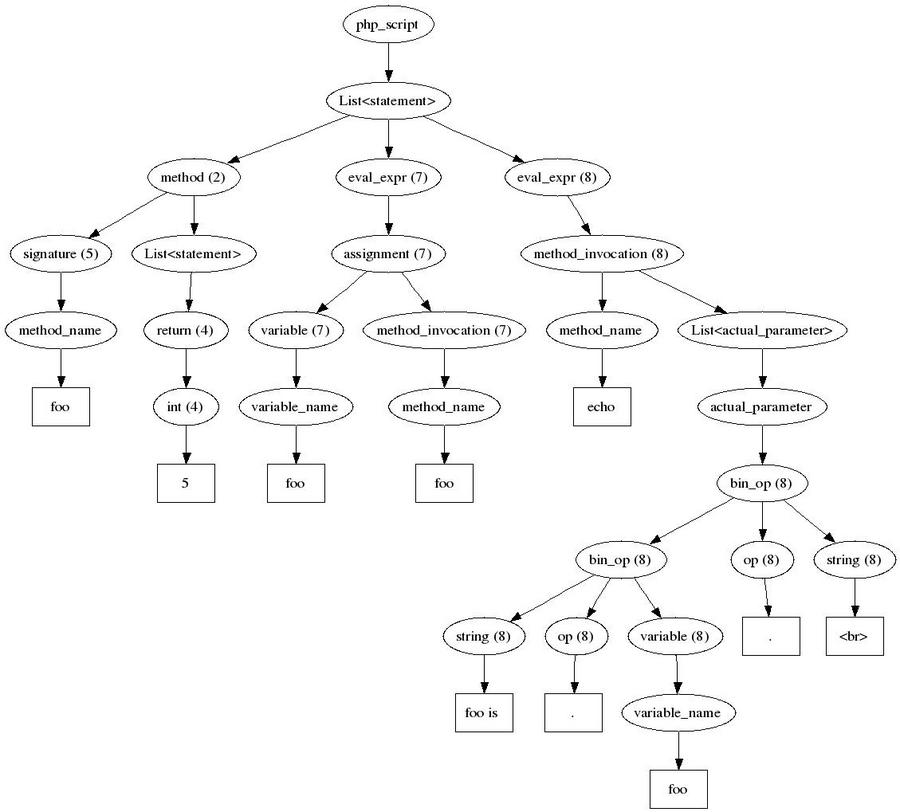 php_script
List<statement>
method (2)
eval_expr (7)
eval_expr (8)
signature (5)
List<statement>
assignment (7)
method_invocation (8)
method_name
return (4)
variable (7)
method_invocation (7)
method_name
List<actual_parameter>
foo
int (4)
variable_name
method_name
echo
actual_parameter
5
foo
foo
bin_op (8)
bin_op (8)
op (8)
string (8)
string (8)
op (8)
variable (8)
.
<br>
foo is
.
variable_name
foo